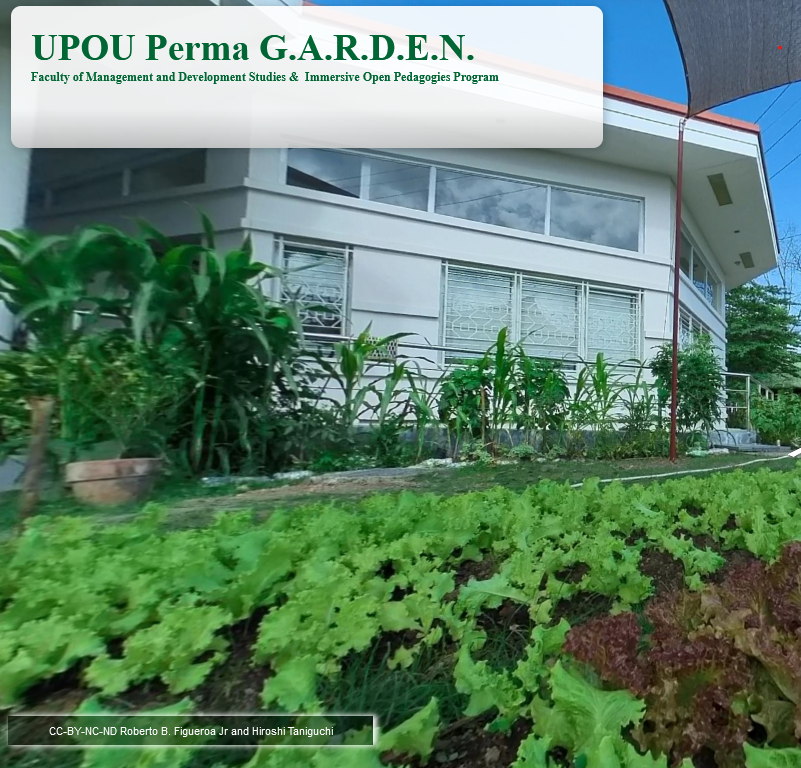 UPOU Perma G.A.R.D.E.N.
Faculty of Management and Development Studies & Immersive Open Pedagogies Program
CC-BY-NC-ND Roberto B. Figueroa Jr and Hiroshi Taniguchi